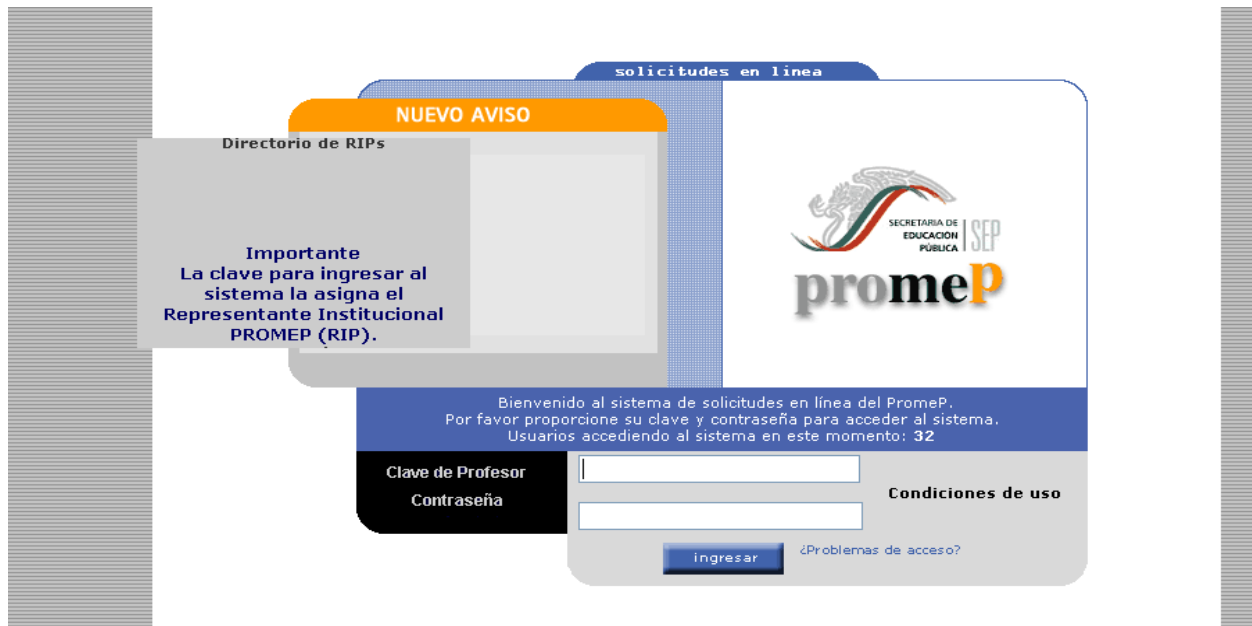 solicitudes en linea
NUEVO AVISO
Directorio de RIPs
Importante
La clave para ingresar al
sistema la asigna el
Representante Institucional
PROMEP (RIP).
SECRETARIA DE
EDUCACIÓN
PÚBLICA
SEP
promep
Bienvenido al sistema de solicitudes en línea del PromeP.
Por favor proporcione su clave y contraseña para acceder al sistema.
Usuarios accediendo al sistema en este momento: 32
Clave de Profesor
Contraseña
Condiciones de uso
ingresar
¿Problemas de acceso?